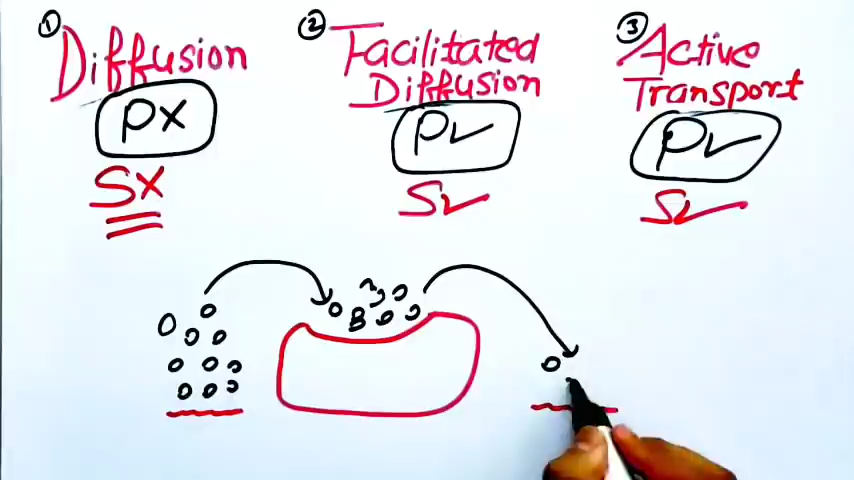 ① Diffusion
PX
SX
② Facilitated
Diffusion
P✓
S✓
③ Active
Transport
P✓
S✓